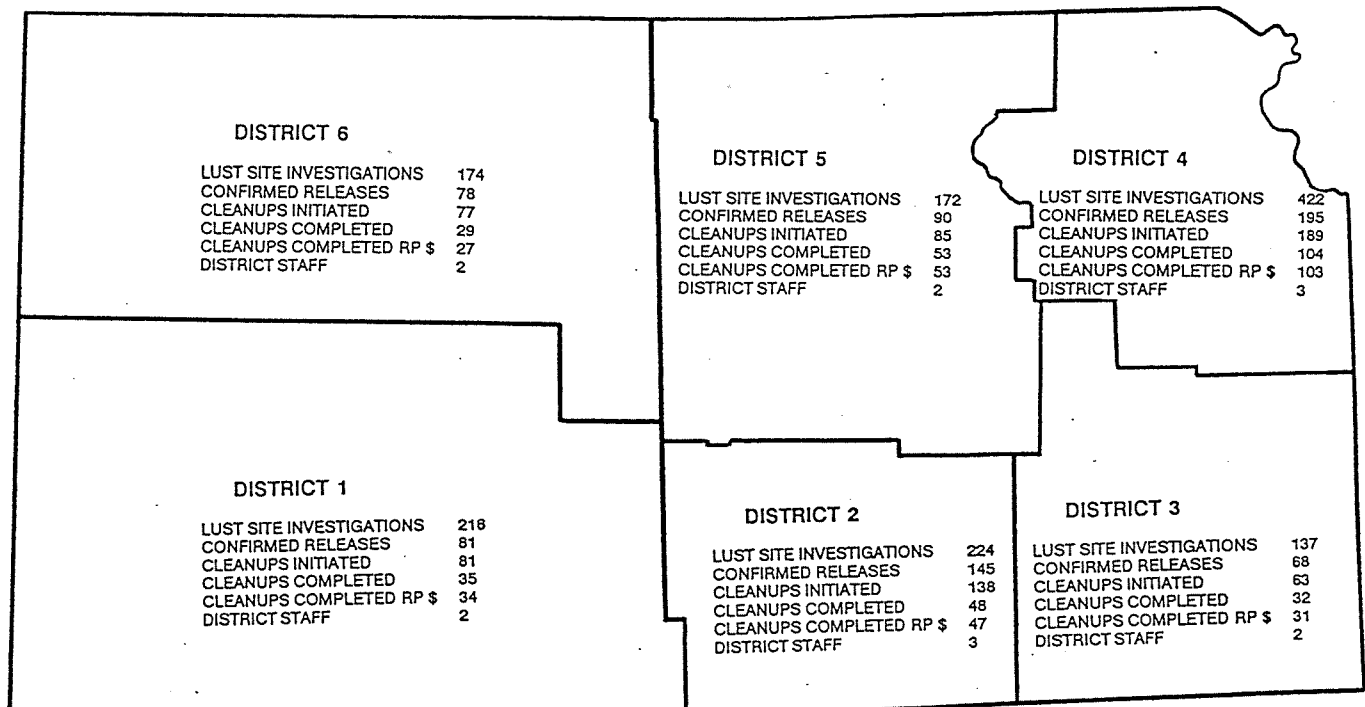 DISTRICT 6
LUST SITE INVESTIGATIONS 174
CONFIRMED RELEASES 78
CLEANUPS INITIATED 77
CLEANUPS COMPLETED 29
CLEANUPS COMPLETED RP $ 27
DISTRICT STAFF 2
DISTRICT 5
LUST SITE INVESTIGATIONS 172
CONFIRMED RELEASES 90
CLEANUPS INITIATED 85
CLEANUPS COMPLETED 53
CLEANUPS COMPLETED RP $ 53
DISTRICT STAFF 2
DISTRICT 4
LUST SITE INVESTIGATIONS 422
CONFIRMED RELEASES 195
CLEANUPS INITIATED 189
CLEANUPS COMPLETED 104
CLEANUPS COMPLETED RP $ 103
DISTRICT STAFF 3
DISTRICT 1
LUST SITE INVESTIGATIONS 216
CONFIRMED RELEASES 81
CLEANUPS INITIATED 81
CLEANUPS COMPLETED 35
CLEANUPS COMPLETED RP $ 34
DISTRICT STAFF 2
DISTRICT 2
LUST SITE INVESTIGATIONS 224
CONFIRMED RELEASES 145
CLEANUPS INITIATED 138
CLEANUPS COMPLETED 48
CLEANUPS COMPLETED RP $ 47
DISTRICT STAFF 3
DISTRICT 3
LUST SITE INVESTIGATIONS 137
CONFIRMED RELEASES 68
CLEANUPS INITIATED 63
CLEANUPS COMPLETED 32
CLEANUPS COMPLETED RP $ 31
DISTRICT STAFF 2